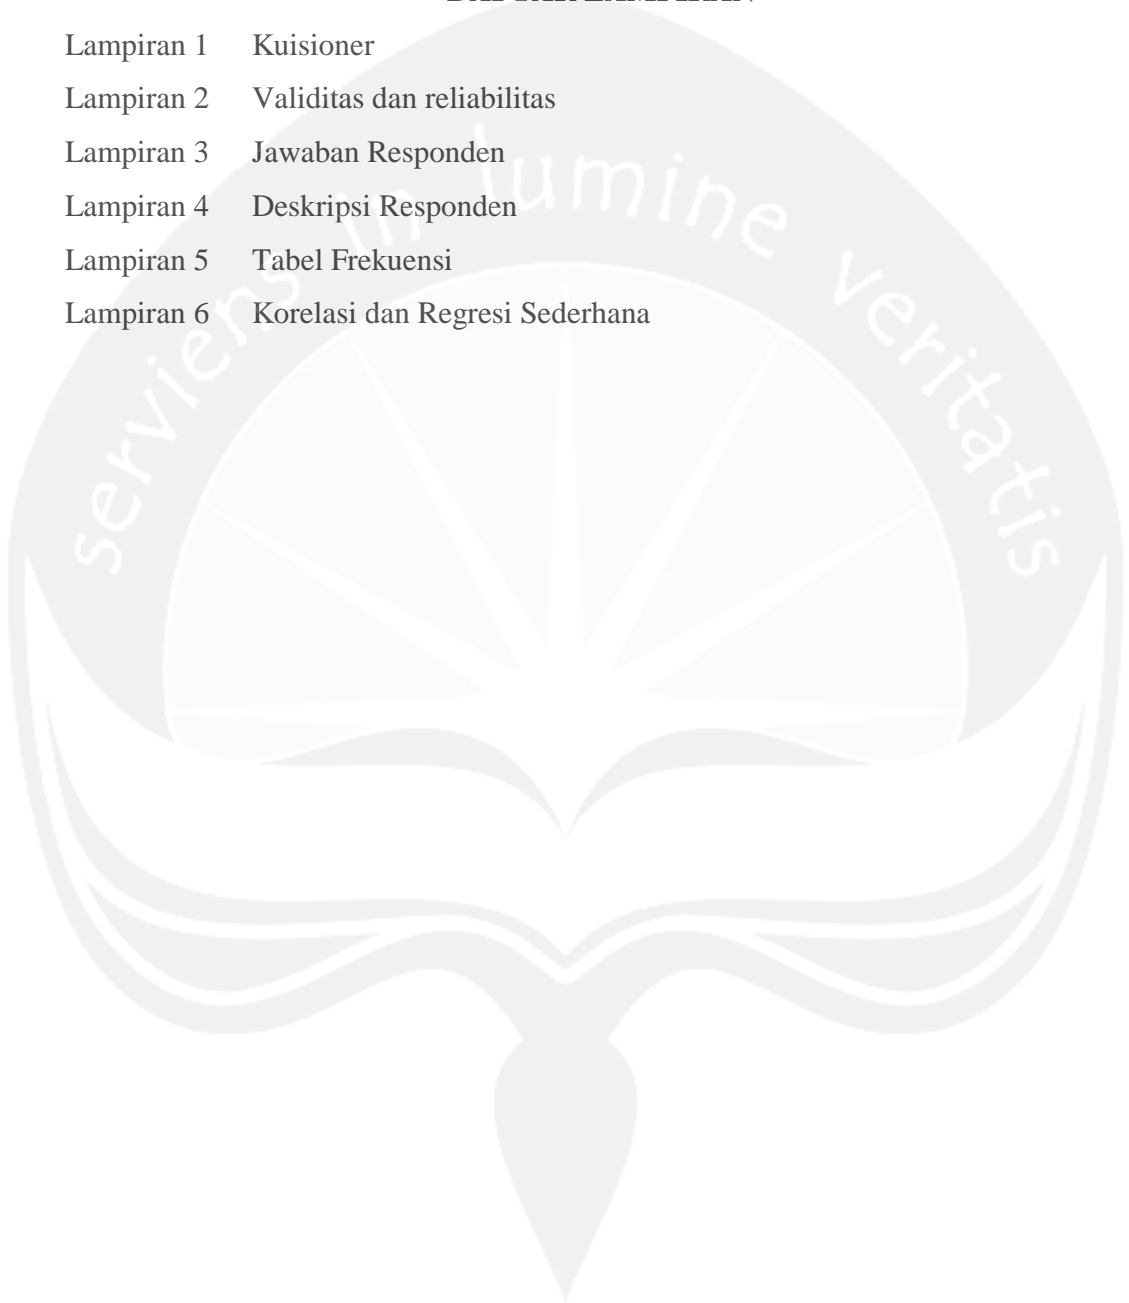 Lampiran 1 Kuisioner
Lampiran 2 Validitas dan reliabilitas
Lampiran 3 Jawaban Responden
Lampiran 4 Deskripsi Responden
Lampiran 5 Tabel Frekuensi
Lampiran 6 Korelasi dan Regresi Sederhana
serviens in lumine veritatis